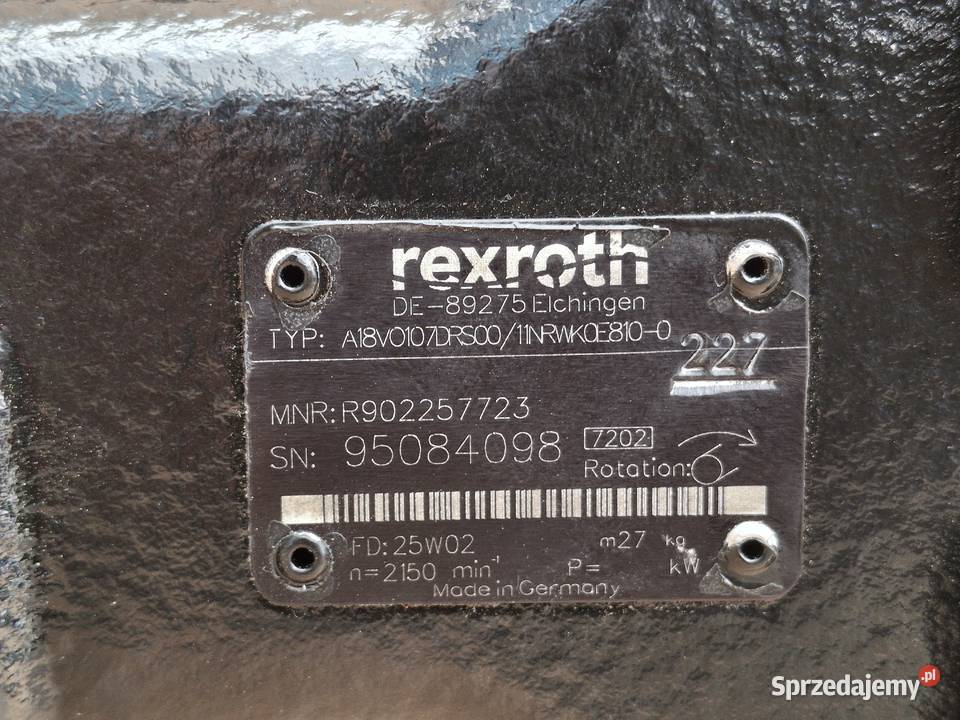 rexroth
DE-89275 Elchingen
TYP: A18VO107DRS00/11NRWK0E810-0
227
MNR: R902257723
SN: 95084098 7202
Rotation:
FD: 25W02 m27 kg
n=2150 min⁻¹ P= kW
Made in Germany
Sprzedajemy.pl